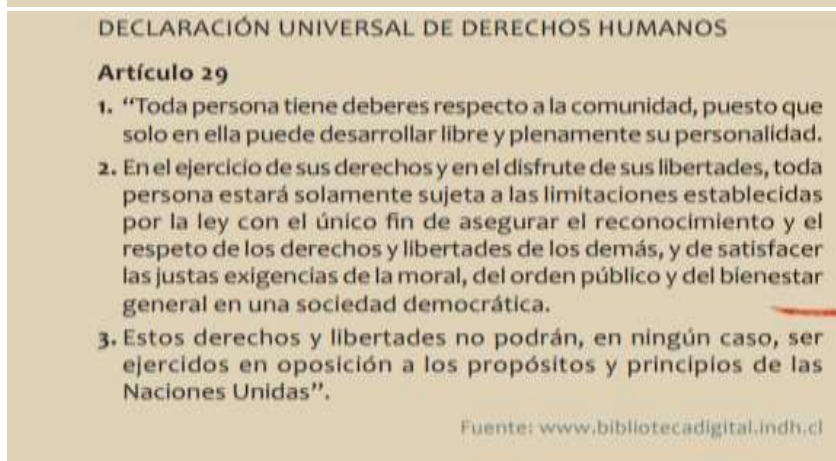 DECLARACIÓN UNIVERSAL DE DERECHOS HUMANOS
Artículo 29
1. “Toda persona tiene deberes respecto a la comunidad, puesto que
solo en ella puede desarrollar libre y plenamente su personalidad.
2. En el ejercicio de sus derechos y en el disfrute de sus libertades, toda
persona estará solamente sujeta a las limitaciones establecidas
por la ley con el único fin de asegurar el reconocimiento y el
respeto de los derechos y libertades de los demás, y de satisfacer
las justas exigencias de la moral, del orden público y del bienestar
general en una sociedad democrática.
3. Estos derechos y libertades no podrán, en ningún caso, ser
ejercidos en oposición a los propósitos y principios de las
Naciones Unidas”.
Fuente: www.bibliotecadigital.indh.cl